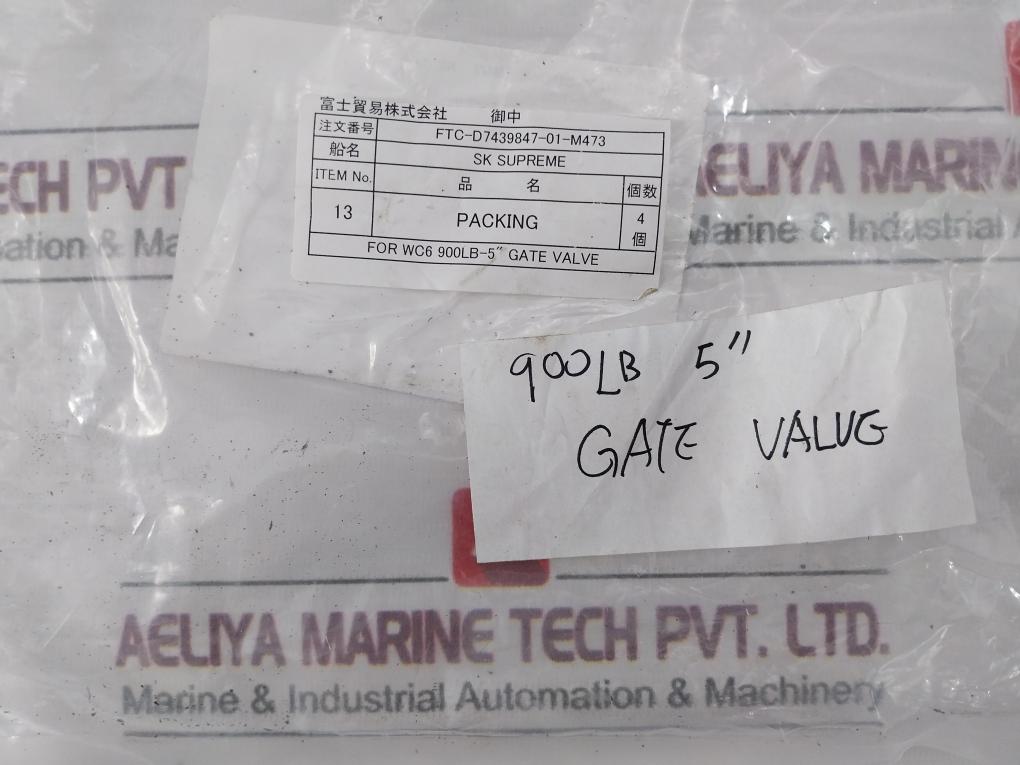 富士貿易株式会社 御中
注文番号 FTC-D7439847-01-M473
船名 SK SUPREME
ITEM No. 品 名 個数
13 PACKING 4個
FOR WC6 900LB-5" GATE VALVE
ECH PVT
ation & Ma
AELIYA MARIN
Marine & Industrial A
900LB 5"
GATE VALVE
AELIYA MARINE TECH PVT. LTD.
Marine & Industrial Automation & Machinery